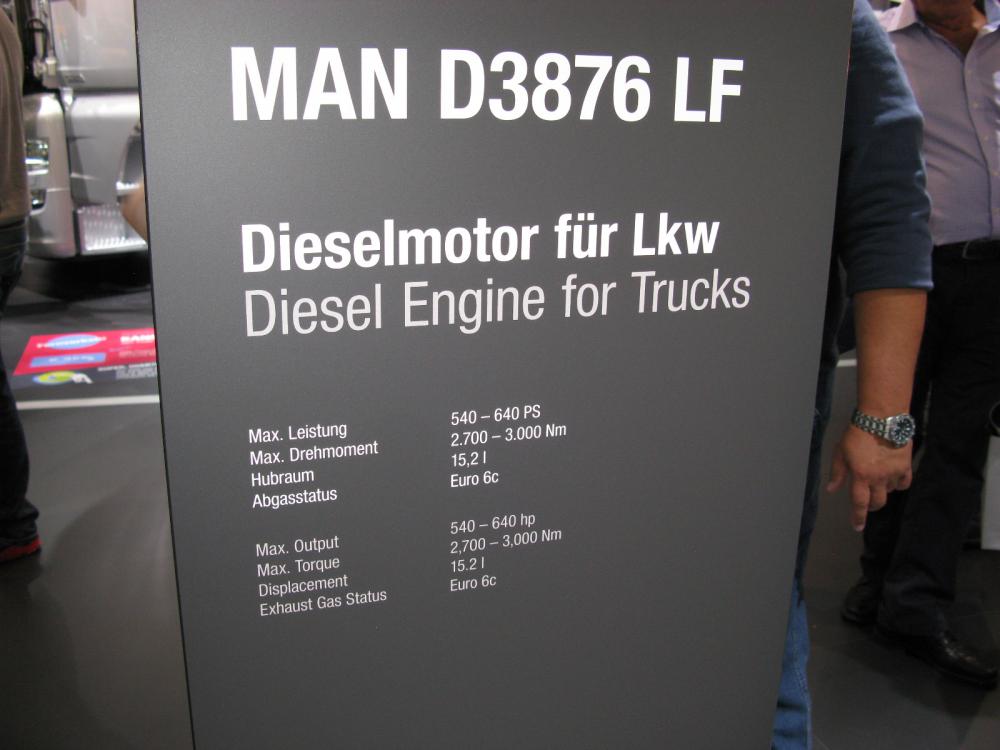 MAN D3876 LF
Dieselmotor für Lkw
Diesel Engine for Trucks
Max. Leistung 540 – 640 PS
Max. Drehmoment 2.700 – 3.000 Nm
Hubraum 15,2 l
Abgasstatus Euro 6c
Max. Output 540 – 640 hp
Max. Torque 2,700 – 3,000 Nm
Displacement 15.2 l
Exhaust Gas Status Euro 6c